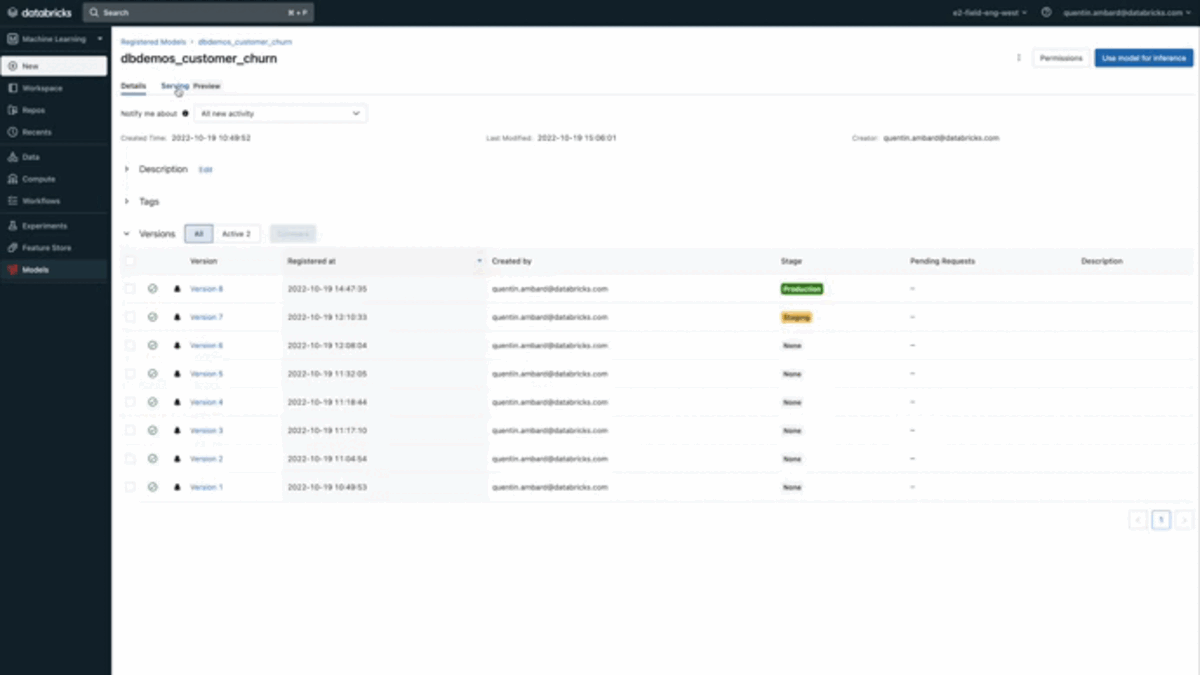 databricks
Search
⌘ + P
e2-field-eng-west
quentin.ambard@databricks.com
Machine Learning
New
Workspace
Repos
Recents
Data
Compute
Workflows
Experiments
Feature Store
Models
Registered Models › dbdemos_customer_churn
dbdemos_customer_churn
Permissions
Use model for inference
Details Serving Preview
Notify me about All new activity
Created Time: 2022-10-19 10:49:52 Last Modified: 2022-10-19 15:06:01 Creator: quentin.ambard@databricks.com
Description Edit
Tags
Versions All Active 2
Version Registered at Created by Stage Pending Requests Description
Version 8 2022-10-19 14:47:35 quentin.ambard@databricks.com Production –
Version 7 2022-10-19 12:10:33 quentin.ambard@databricks.com Staging –
Version 6 2022-10-19 12:08:04 quentin.ambard@databricks.com None –
Version 5 2022-10-19 11:32:05 quentin.ambard@databricks.com None –
Version 4 2022-10-19 11:18:44 quentin.ambard@databricks.com None –
Version 3 2022-10-19 11:17:10 quentin.ambard@databricks.com None –
Version 2 2022-10-19 11:04:54 quentin.ambard@databricks.com None –
Version 1 2022-10-19 10:49:53 quentin.ambard@databricks.com None –
1